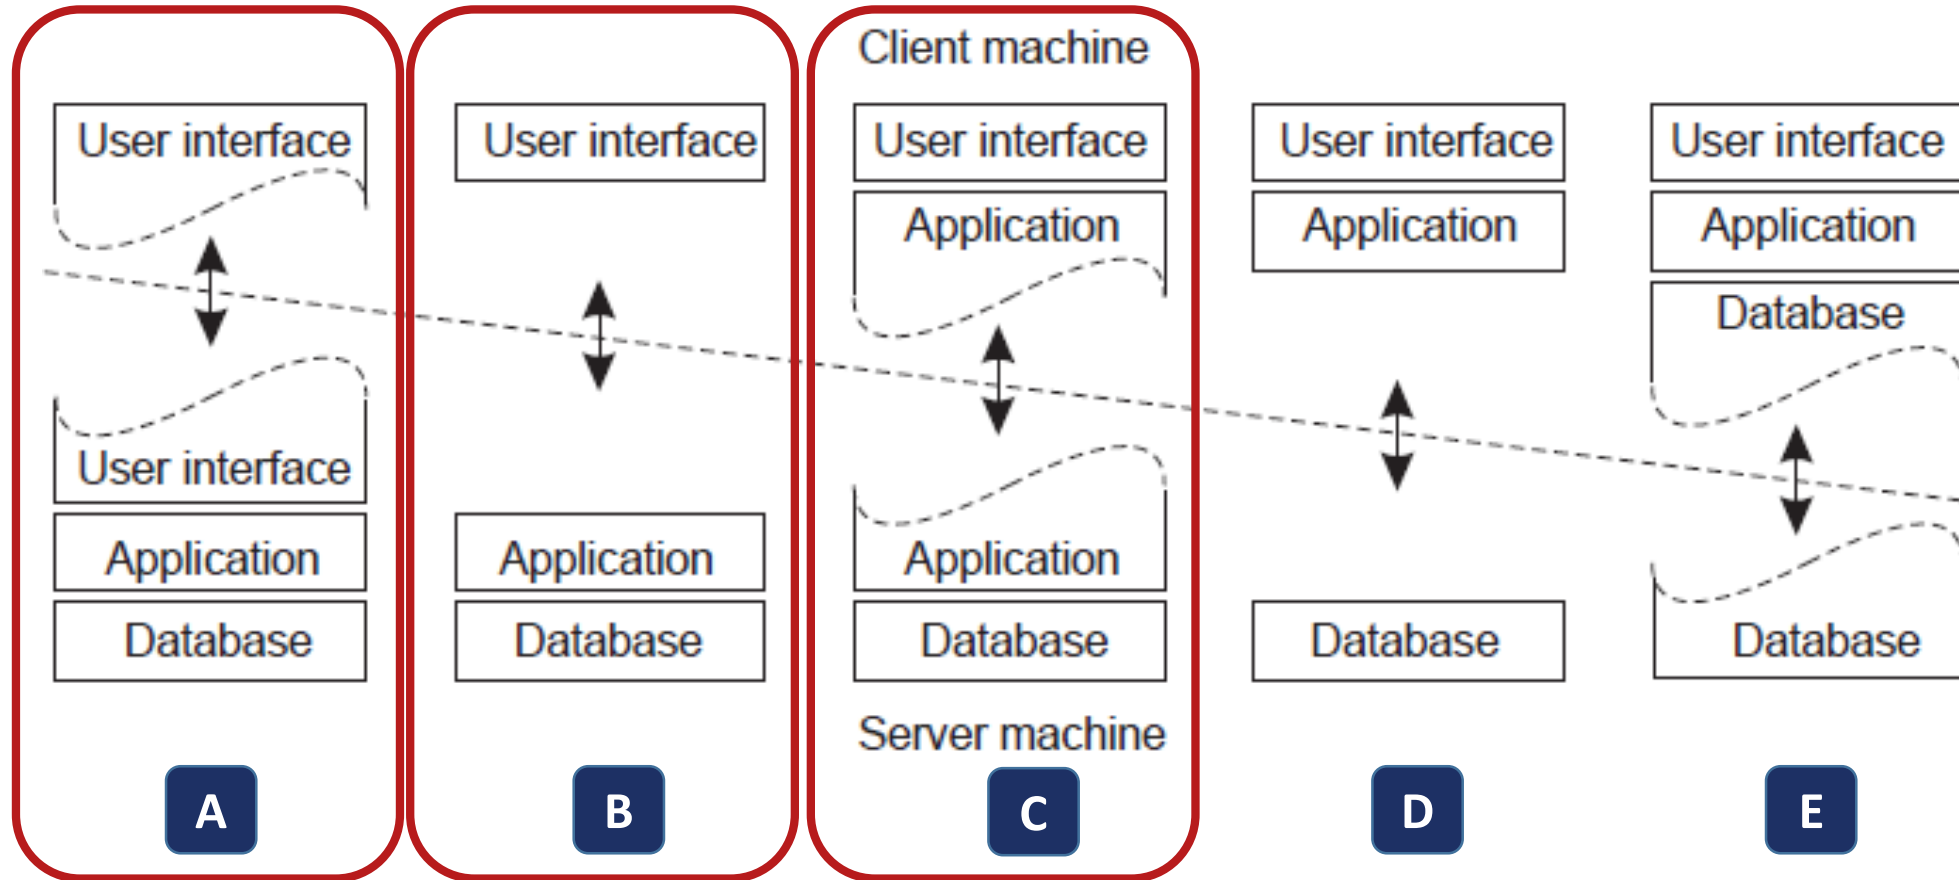 Client machine
User interface User interface User interface User interface User interface
Application Application Application
Database
User interface
Application Application Application
Database Database Database Database Database
Server machine
A B C D E